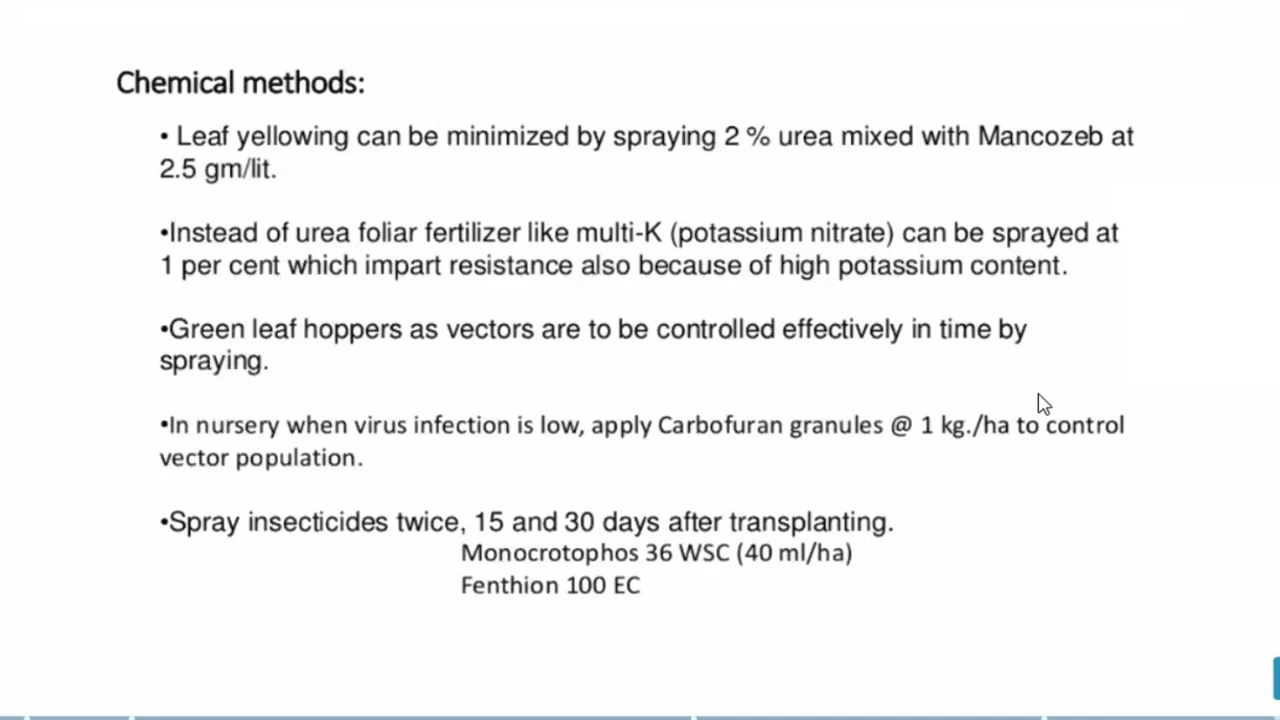 Chemical methods:
• Leaf yellowing can be minimized by spraying 2 % urea mixed with Mancozeb at
2.5 gm/lit.
•Instead of urea foliar fertilizer like multi-K (potassium nitrate) can be sprayed at
1 per cent which impart resistance also because of high potassium content.
•Green leaf hoppers as vectors are to be controlled effectively in time by
spraying.
•In nursery when virus infection is low, apply Carbofuran granules @ 1 kg./ha to control
vector population.
•Spray insecticides twice, 15 and 30 days after transplanting.
Monocrotophos 36 WSC (40 ml/ha)
Fenthion 100 EC